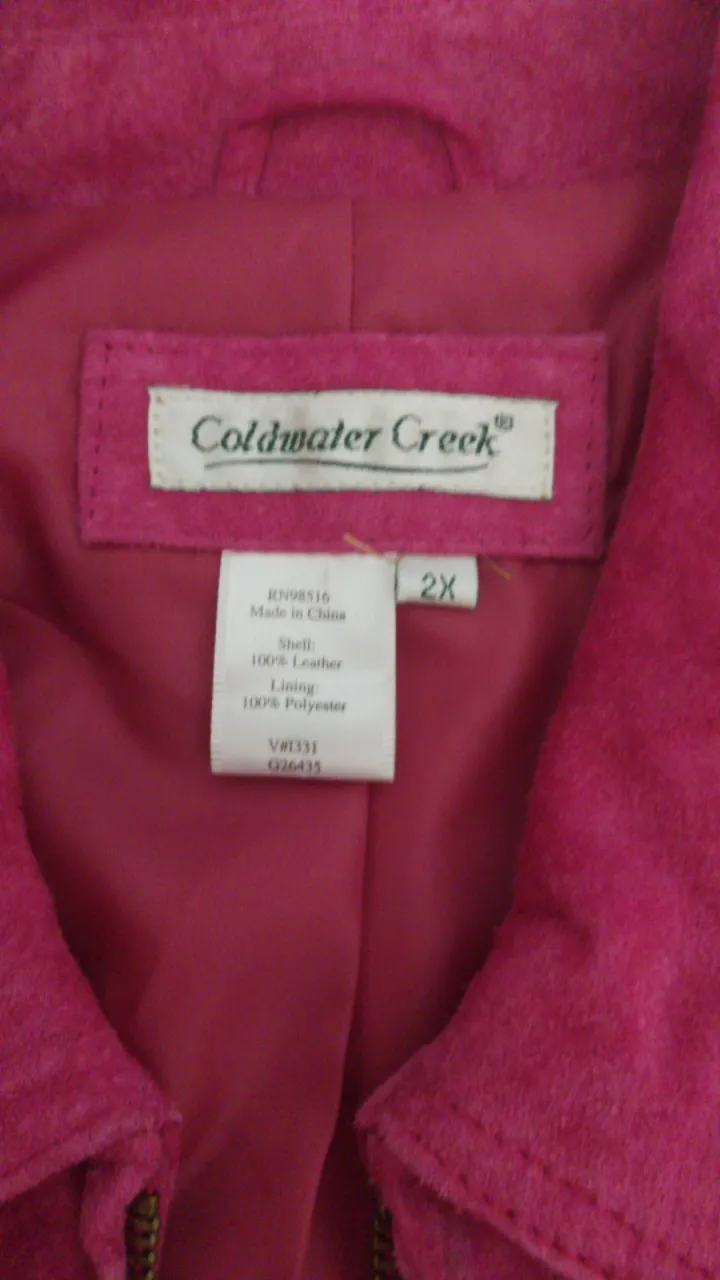 Coldwater Creek®
2X
RN98516
Made in China
Shell:
100% Leather
Lining:
100% Polyester
V#I331
G26435